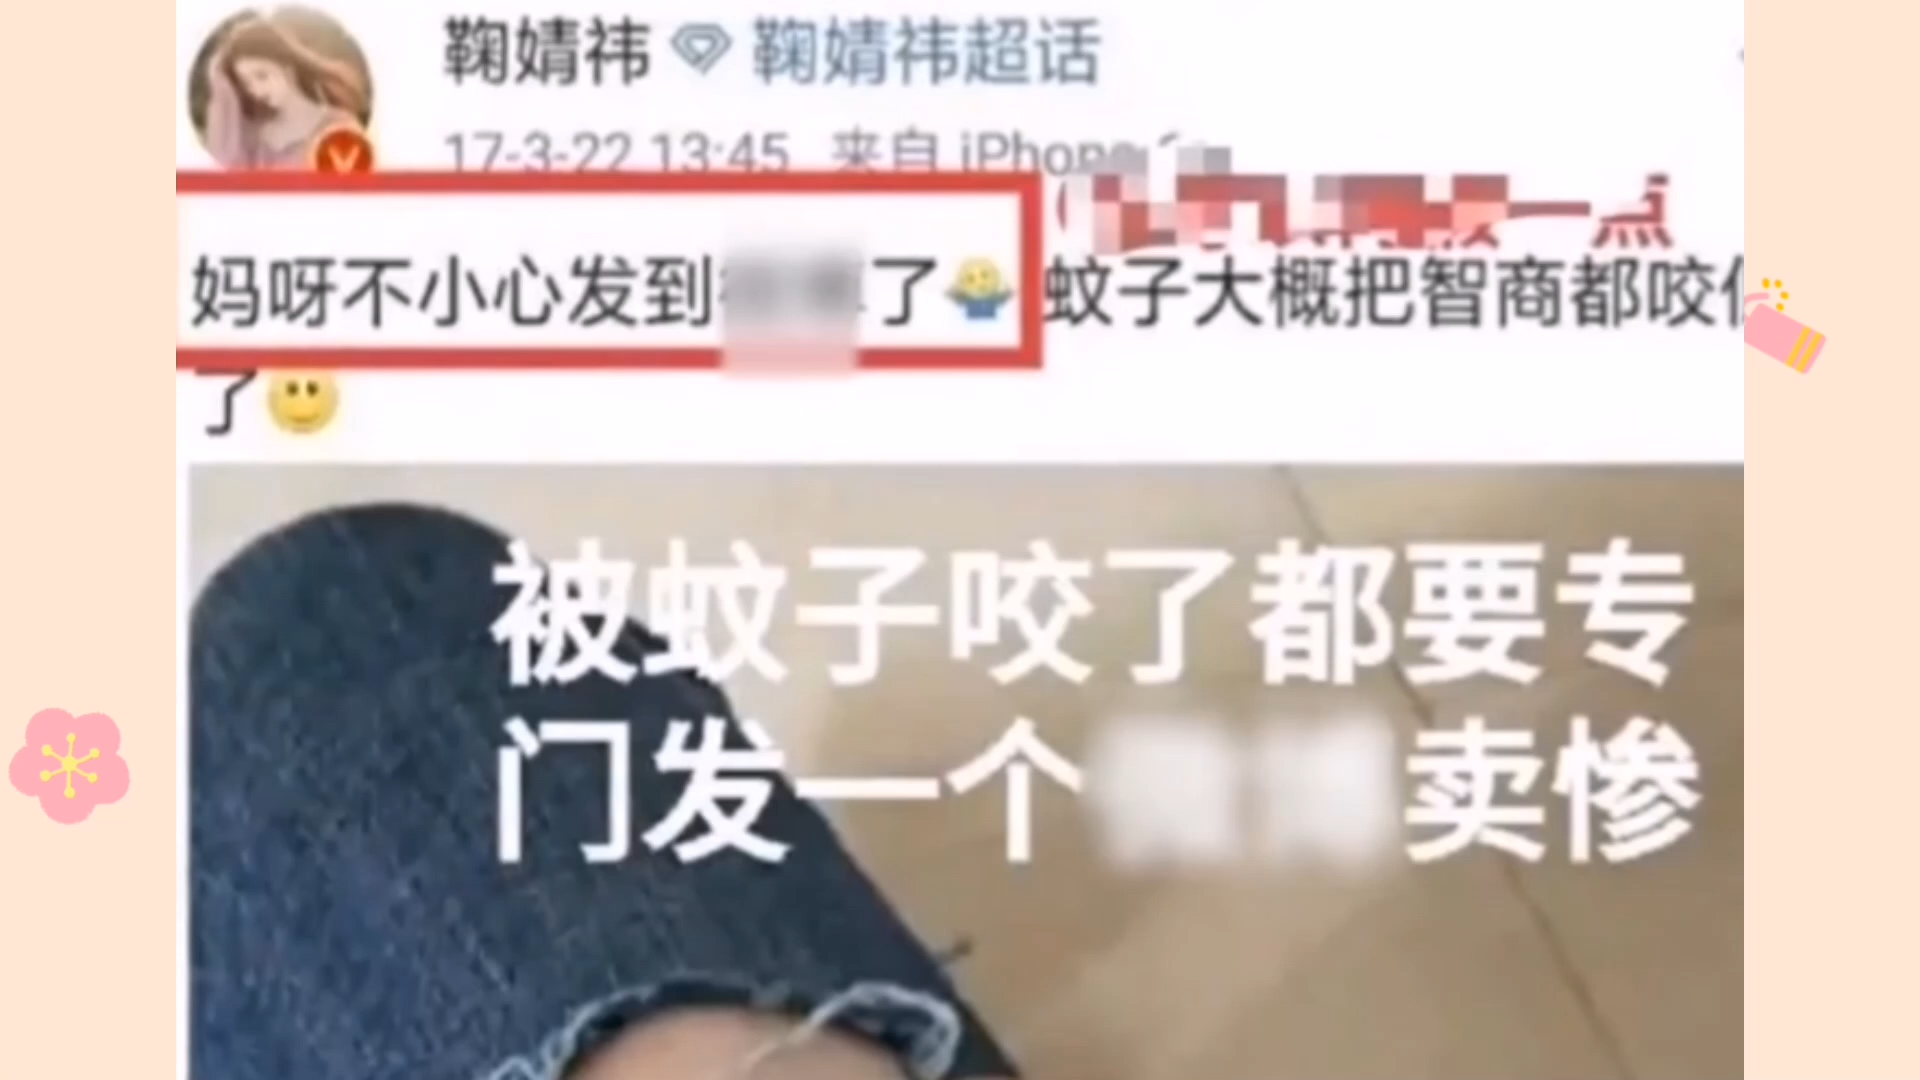 鞠婧祎 鞠婧祎超话
17-3-22 13:45 来自 iPhone
一点
妈呀不小心发到 了 蚊子大概把智商都咬
了
被蚊子咬了都要专
门发一个 卖惨